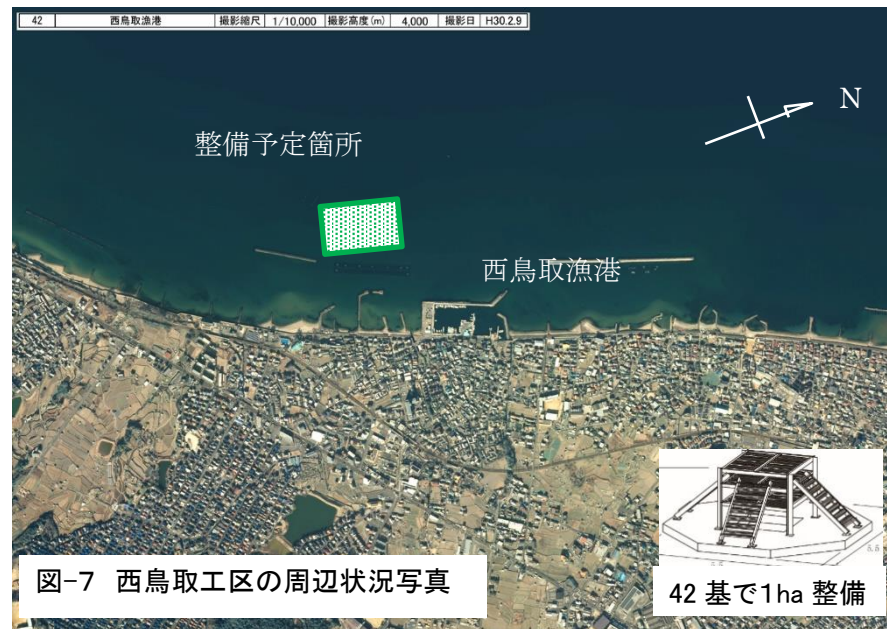 42 西鳥取漁港 撮影縮尺 1/10,000 撮影高度(m) 4,000 撮影日 H30.2.9
N
整備予定箇所
西鳥取漁港
図-7 西鳥取工区の周辺状況写真
42基で1ha整備